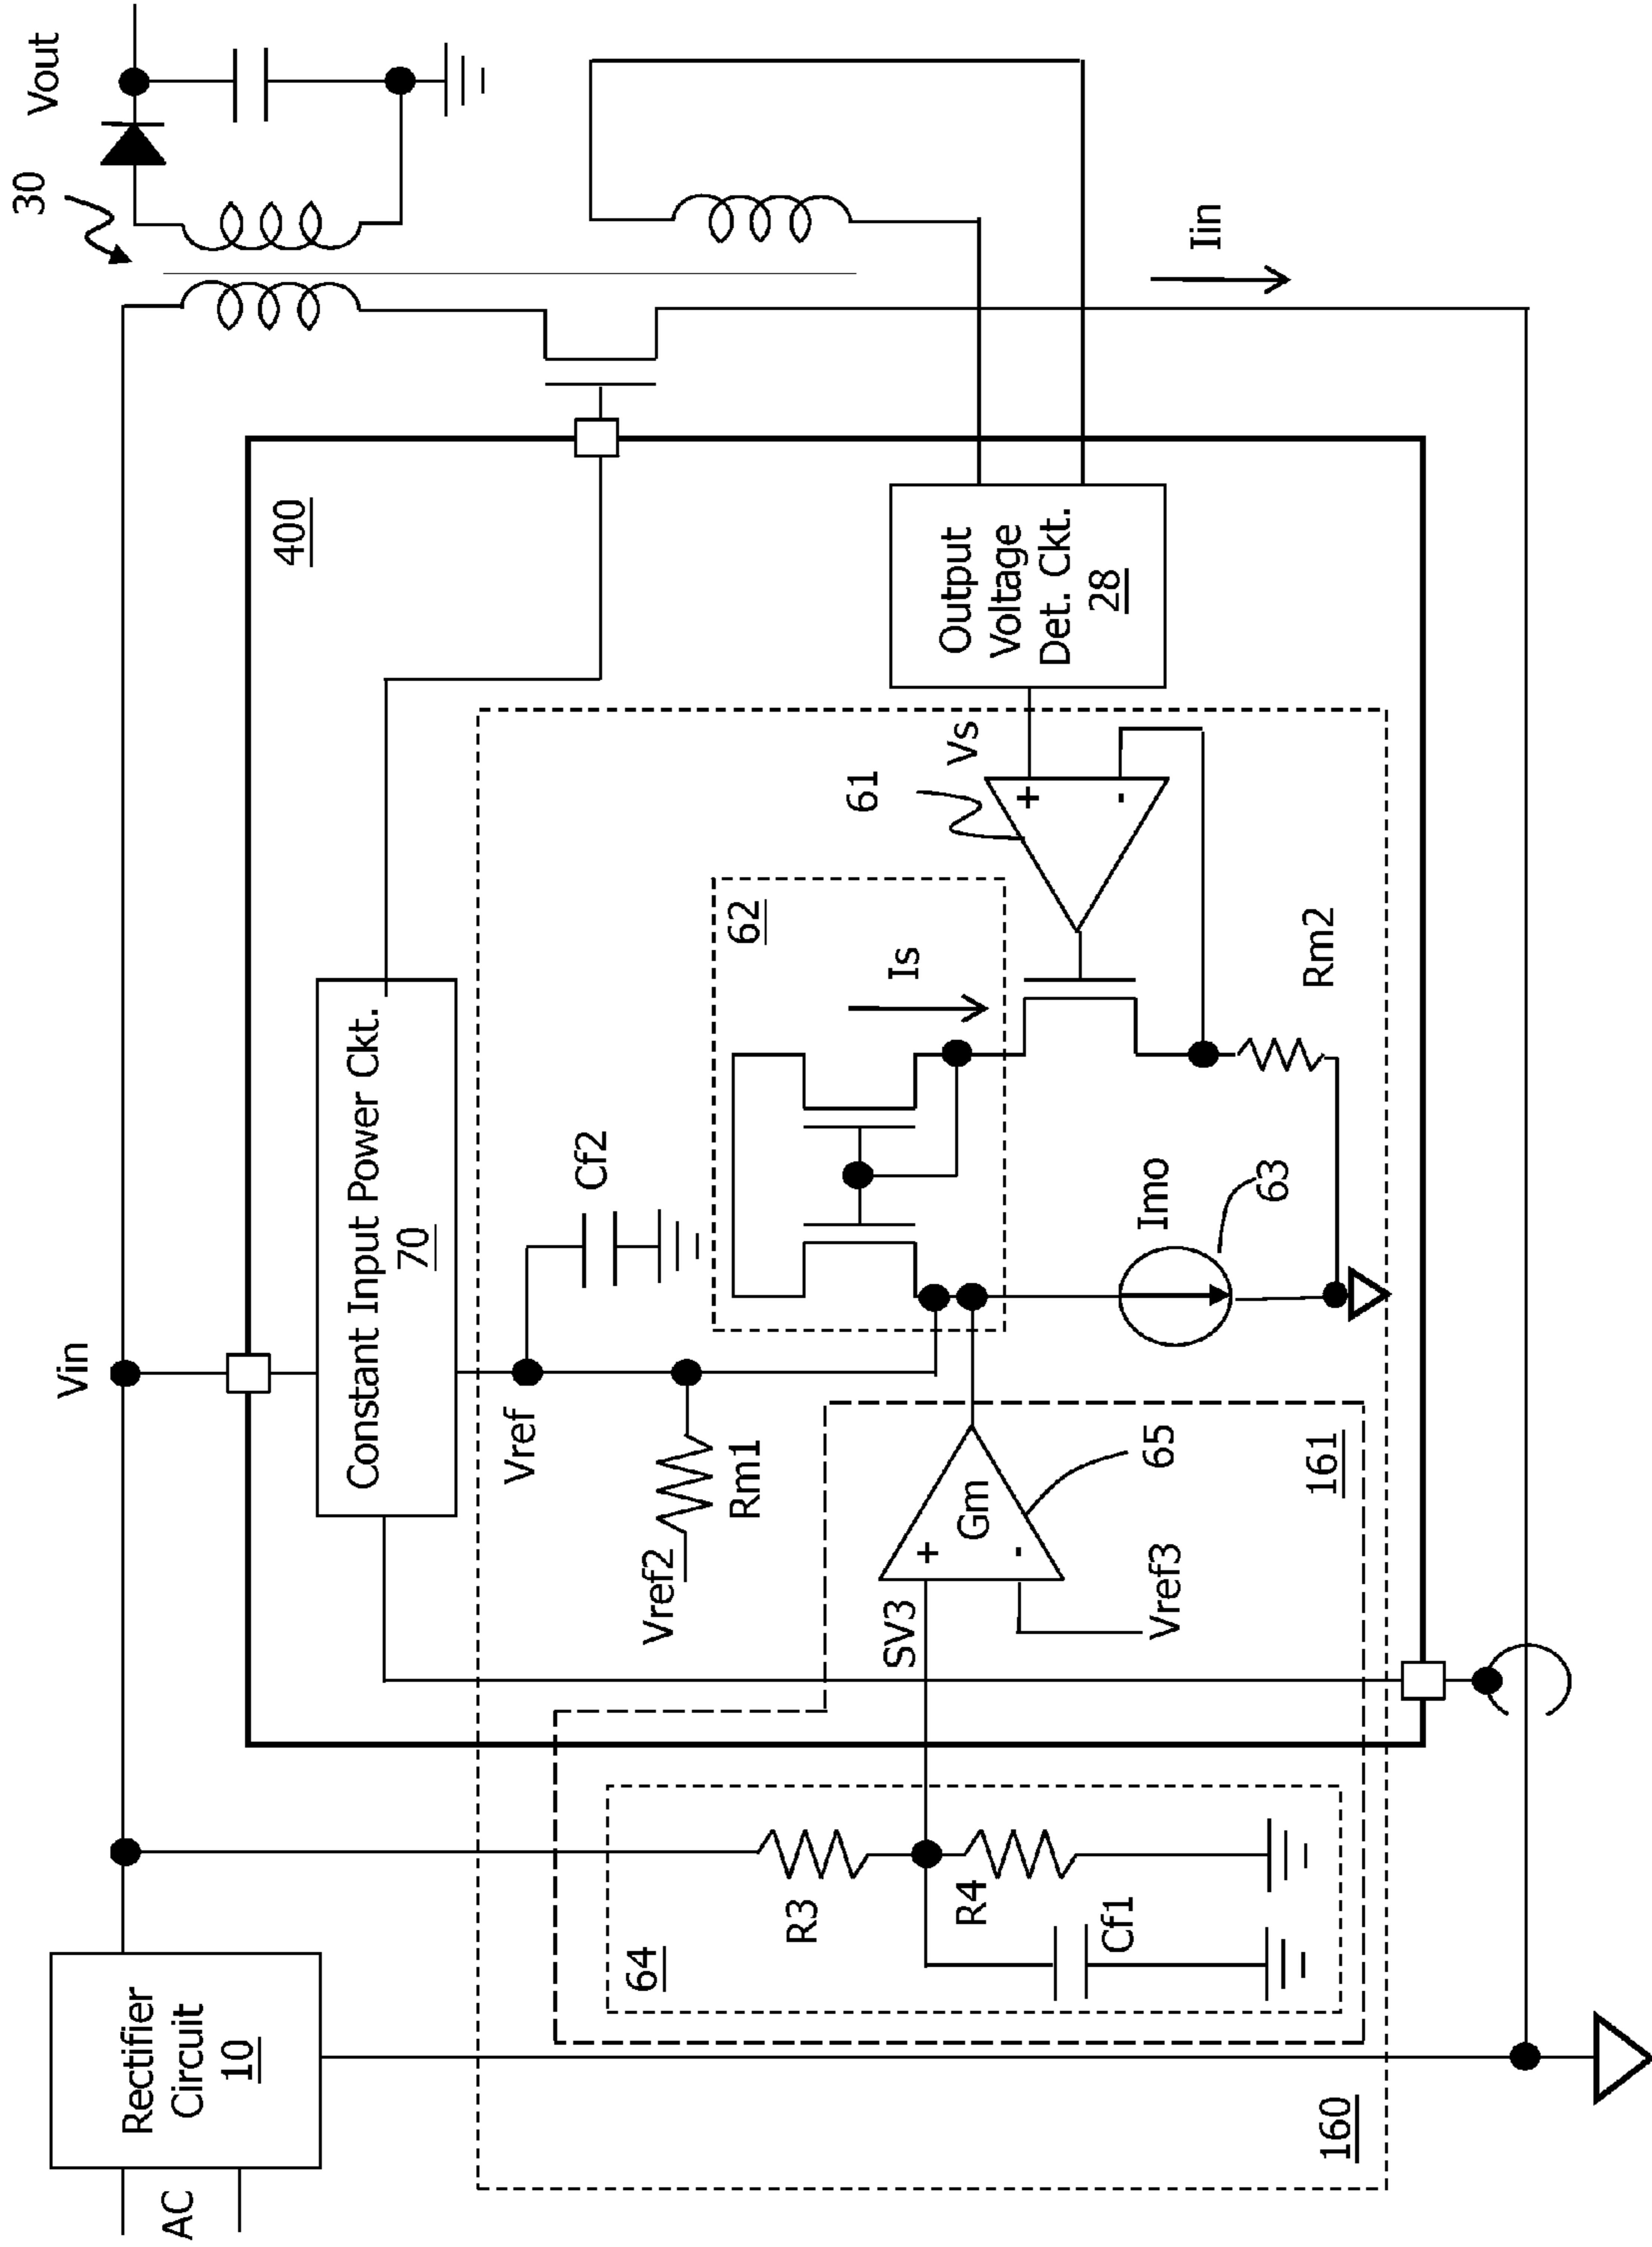 AC
Rectifier
Circuit
10
Vin
30
Vout
400
Constant Input Power Ckt.
70
Vref
Cf2
Vref2
Rm1
62
Is
61
Vs
Output
Voltage
Det. Ckt.
28
Iin
64
R3
R4
Cf1
SV3
+
-
Gm
65
Vref3
161
Imo
63
+
-
Rm2
160